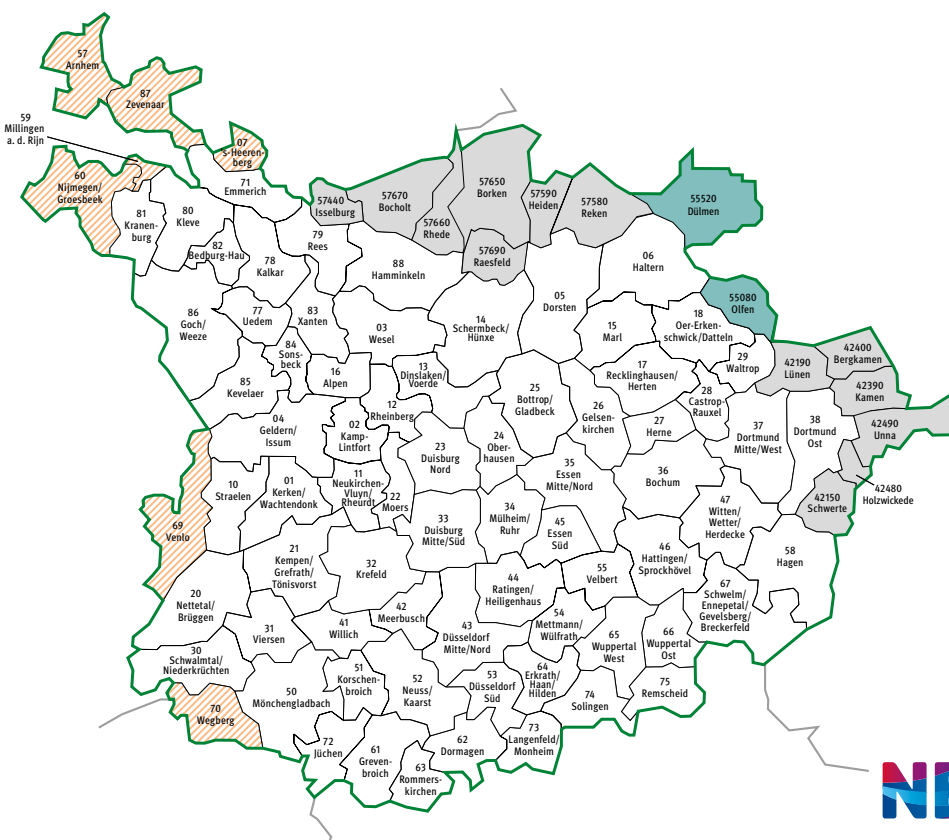 57
Arnhem
87
Zevenaar
59
Millingen
a. d. Rijn
07
's-Heeren-
berg
60
Nijmegen/
Groesbeek
71
Emmerich
81
Kranen-
burg
80
Kleve
82
Bedburg-Hau
78
Kalkar
79
Rees
57440
Isselburg
57670
Bocholt
57660
Rhede
57650
Borken
57590
Heiden
57580
Reken
57690
Raesfeld
55520
Dülmen
55080
Olfen
88
Hamminkeln
06
Haltern
05
Dorsten
86
Goch/
Weeze
77
Uedem
83
Xanten
03
Wesel
14
Schermbeck/
Hünxe
15
Marl
18
Oer-Erken-
schwick/Datteln
29
Waltrop
42190
Lünen
42400
Bergkamen
42390
Kamen
42490
Unna
42480
Holzwickede
42150
Schwerte
84
Sons-
beck
85
Kevelaer
16
Alpen
13
Dinslaken/
Voerde
17
Recklinghausen/
Herten
28
Castrop-
Rauxel
25
Bottrop/
Gladbeck
26
Gelsen-
kirchen
27
Herne
37
Dortmund
Mitte/West
38
Dortmund
Ost
04
Geldern/
Issum
02
Kamp-
Lintfort
12
Rheinberg
23
Duisburg
Nord
24
Ober-
hausen
35
Essen
Mitte/Nord
36
Bochum
10
Straelen
01
Kerken/
Wachtendonk
11
Neukirchen-
Vluyn/
Rheurdt
22
Moers
33
Duisburg
Mitte/Süd
34
Mülheim/
Ruhr
45
Essen
Süd
47
Witten/
Wetter/
Herdecke
69
Venlo
21
Kempen/
Grefrath/
Tönisvorst
32
Krefeld
44
Ratingen/
Heiligenhaus
55
Velbert
46
Hattingen/
Sprockhövel
58
Hagen
67
Schwelm/
Ennepetal/
Gevelsberg/
Breckerfeld
20
Nettetal/
Brüggen
31
Viersen
41
Willich
42
Meerbusch
43
Düsseldorf
Mitte/Nord
54
Mettmann/
Wülfrath
65
Wuppertal
West
66
Wuppertal
Ost
30
Schwalmtal/
Niederkrüchten
50
Mönchengladbach
51
Korschen-
broich
52
Neuss/
Kaarst
53
Düsseldorf
Süd
64
Erkrath/
Haan/
Hilden
74
Solingen
75
Remscheid
70
Wegberg
72
Jüchen
61
Greven-
broich
63
Rommers-
kirchen
62
Dormagen
73
Langenfeld/
Monheim